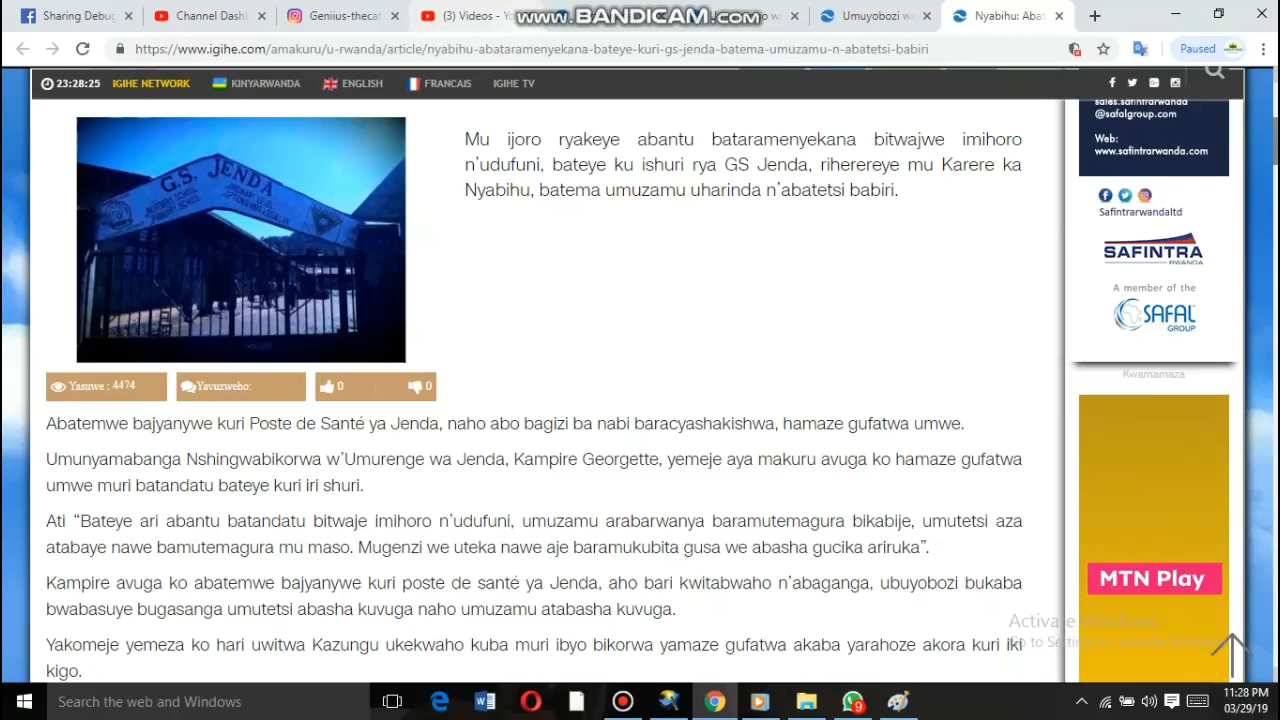 Sharing Debug
Channel Dash
Geniius-thecat
(3) Videos - Yo
www.BANDICAM.com
Umuyobozi wa
Nyabihu: Abat
https://www.igihe.com/amakuru/u-rwanda/article/nyabihu-abataramenyekana-bateye-kuri-gs-jenda-batema-umuzamu-n-abatetsi-babiri
Paused
23:28:25 IGIHE NETWORK KINYARWANDA ENGLISH FRANCAIS IGIHE TV
G.S. JENDA
Mu ijoro ryakeye abantu bataramenyekana bitwajwe imihoro
n'udufuni, bateye ku ishuri rya GS Jenda, riherereye mu Karere ka
Nyabihu, batema umuzamu uharinda n'abatetsi babiri.
Yasuwe : 4474
Yavuzweho:
0
0
Abatemwe bajyanywe kuri Poste de Santé ya Jenda, naho abo bagizi ba nabi baracyashakishwa, hamaze gufatwa umwe.
Umunyamabanga Nshingwabikorwa w'Umurenge wa Jenda, Kampire Georgette, yemeje aya makuru avuga ko hamaze gufatwa
umwe muri batandatu bateye kuri iri shuri.
Ati “Bateye ari abantu batandatu bitwaje imihoro n'udufuni, umuzamu arabarwanya baramutemagura bikabije, umutetsi aza
atabaye nawe bamutemagura mu maso. Mugenzi we uteka nawe aje baramukubita gusa we abasha gucika ariruka”.
Kampire avuga ko abatemwe bajyanywe kuri poste de santé ya Jenda, aho bari kwitabwaho n'abaganga, ubuyobozi bukaba
bwabasuye bugasanga umutetsi abasha kuvuga naho umuzamu atabasha kuvuga.
Yakomeje yemeza ko hari uwitwa Kazungu ukekwaho kuba muri ibyo bikorwa yamaze gufatwa akaba yarahoze akora kuri iki
kigo.
sales.safintrarwanda
@safalgroup.com
Web:
www.safintrarwanda.com
Safintrarwandaltd
SAFINTRA
RWANDA
A member of the
SAFAL
GROUP
Kwamamaza
MTN Play
Activate Windows
Go to Settings to activate Windows.
Search the web and Windows
9
11:28 PM
03/29/19